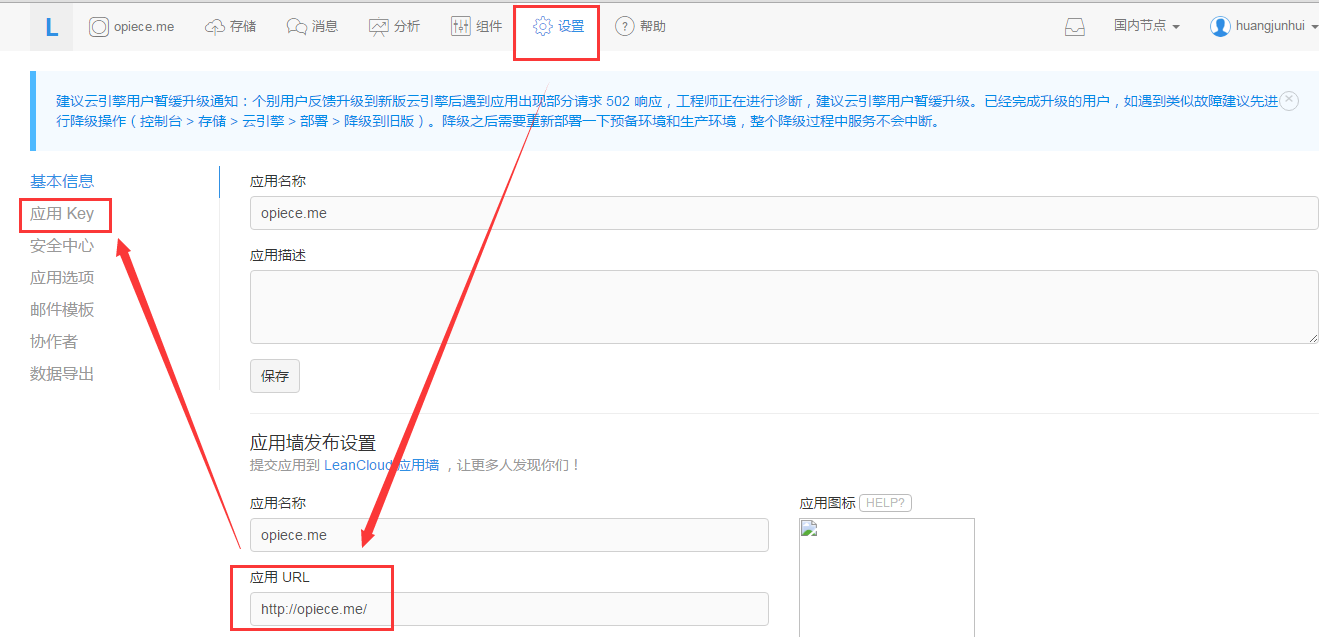 L opiece.me 存储 消息 分析 组件 设置 ? 帮助 国内节点 huangjunhui
建议云引擎用户暂缓升级通知：个别用户反馈升级到新版云引擎后遇到应用出现部分请求 502 响应，工程师正在进行诊断，建议云引擎用户暂缓升级。已经完成升级的用户，如遇到类似故障建议先进
行降级操作（控制台 > 存储 > 云引擎 > 部署 > 降级到旧版）。降级之后需要重新部署一下预备环境和生产环境，整个降级过程中服务不会中断。
基本信息
应用 Key
安全中心
应用选项
邮件模板
协作者
数据导出
应用名称
opiece.me
应用描述
保存
应用墙发布设置
提交应用到 LeanCloud 应用墙 ，让更多人发现你们！
应用名称
opiece.me
应用 URL
http://opiece.me/
应用图标 HELP?